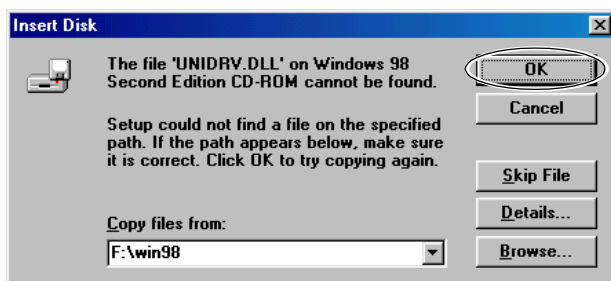 Insert Disk
The file 'UNIDRV.DLL' on Windows 98
Second Edition CD-ROM cannot be found.
Setup could not find a file on the specified
path. If the path appears below, make sure
it is correct. Click OK to try copying again.
Copy files from:
F:\win98
OK
Cancel
Skip File
Details...
Browse...